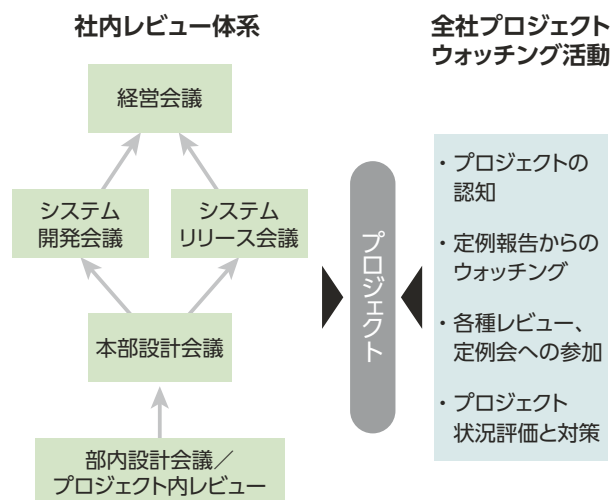 社内レビュー体系
経営会議
システム
開発会議
システム
リリース会議
本部設計会議
部内設計会議／
プロジェクト内レビュー
プロジェクト
全社プロジェクト
ウォッチング活動
・プロジェクトの
認知
・定例報告からの
ウォッチング
・各種レビュー、
定例会への参加
・プロジェクト
状況評価と対策